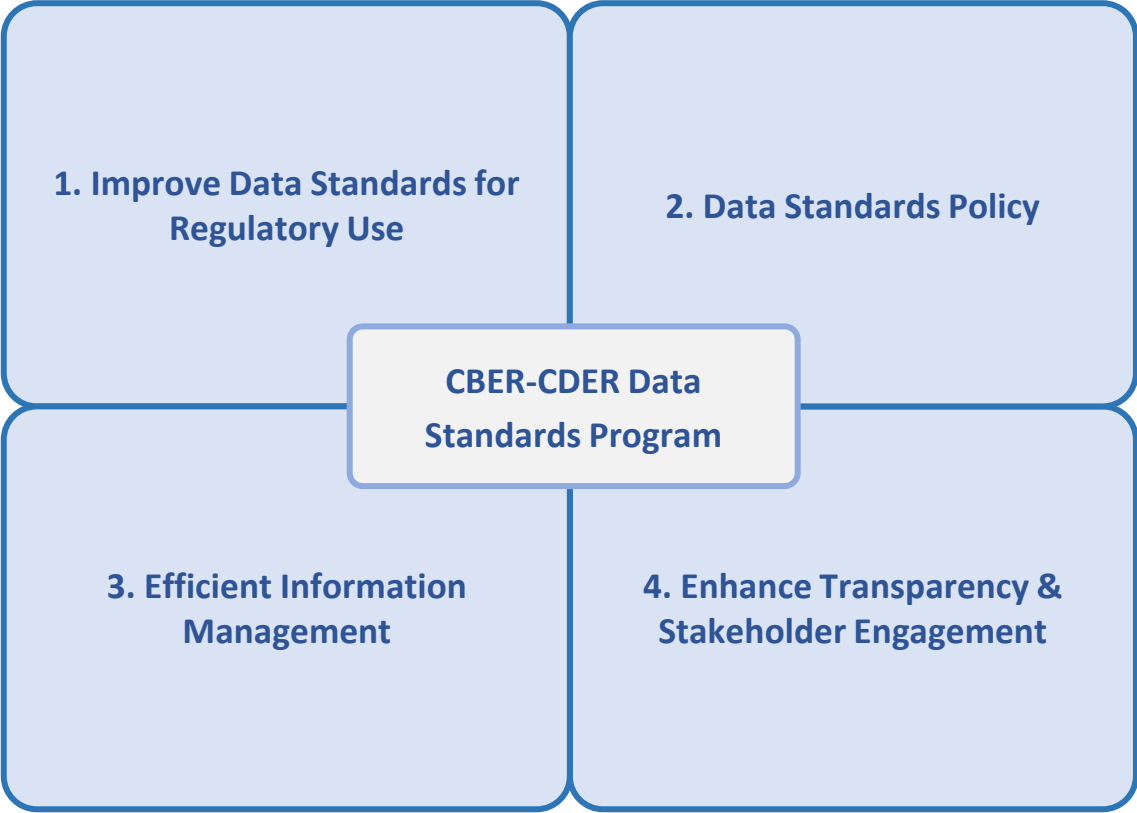 1. Improve Data Standards for
Regulatory Use
2. Data Standards Policy
CBER-CDER Data
Standards Program
3. Efficient Information
Management
4. Enhance Transparency &
Stakeholder Engagement